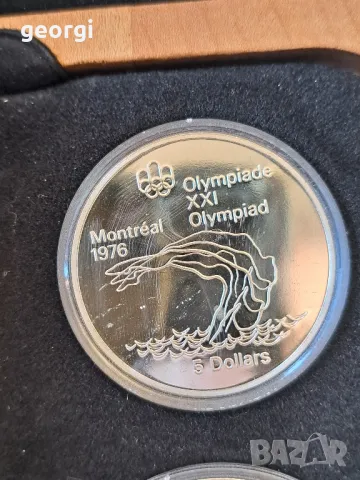 georgi
Olympiade
XXI
Olympiad
Montréal
1976
5 Dollars
BAZAR